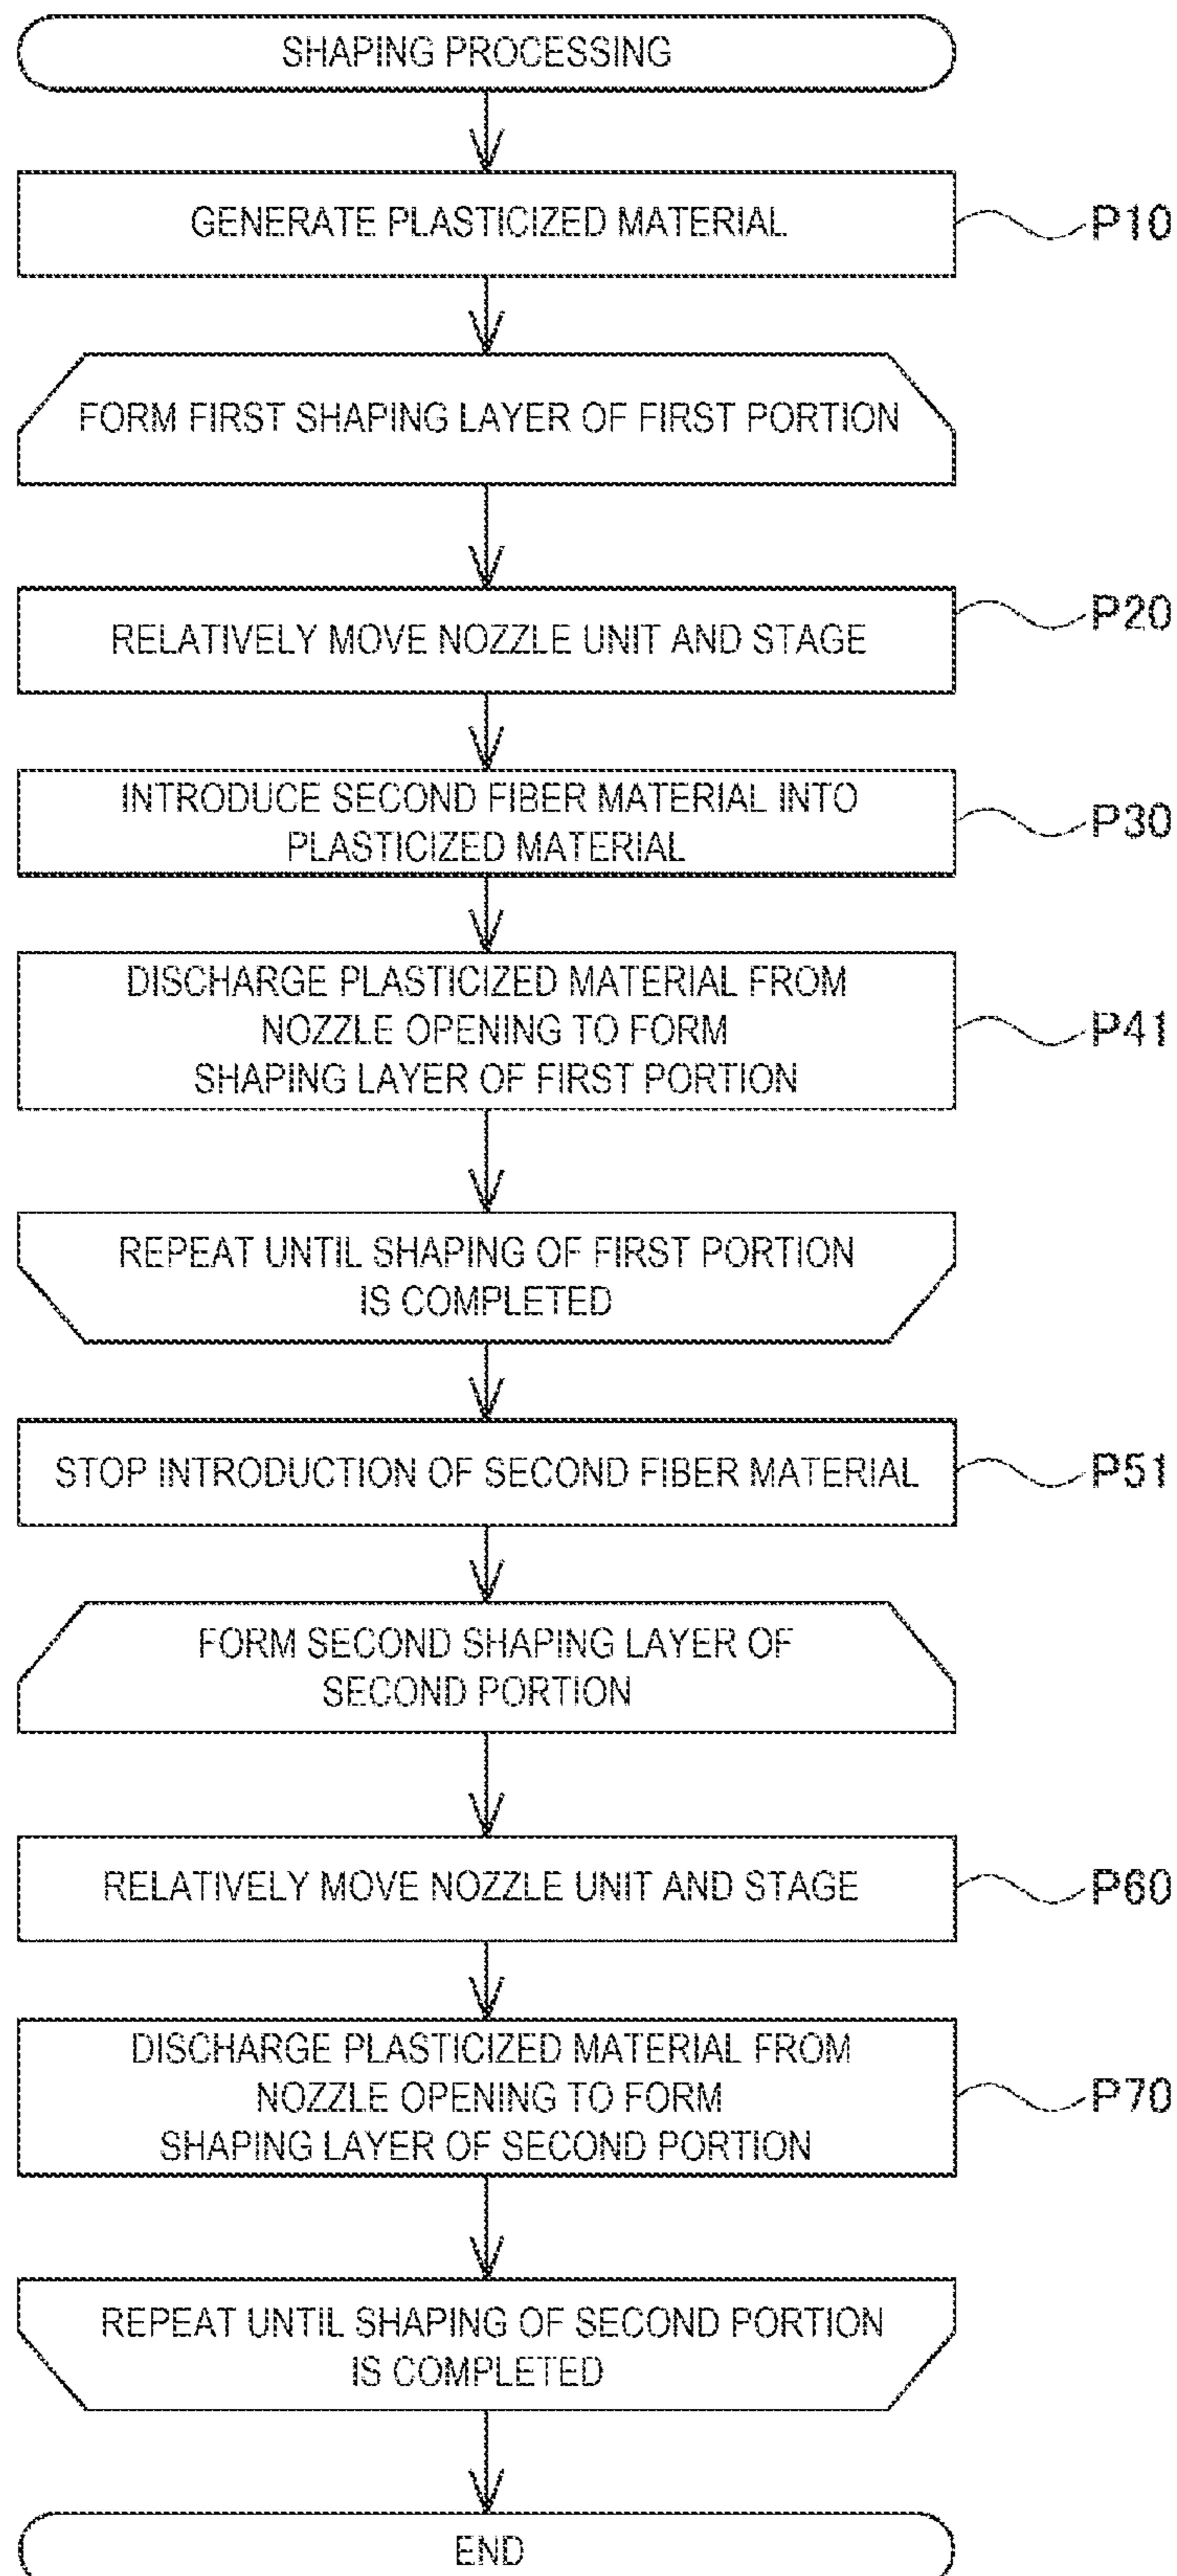 SHAPING PROCESSING
GENERATE PLASTICIZED MATERIAL
P10
FORM FIRST SHAPING LAYER OF FIRST PORTION
RELATIVELY MOVE NOZZLE UNIT AND STAGE
P20
INTRODUCE SECOND FIBER MATERIAL INTO
PLASTICIZED MATERIAL
P30
DISCHARGE PLASTICIZED MATERIAL FROM
NOZZLE OPENING TO FORM
SHAPING LAYER OF FIRST PORTION
P41
REPEAT UNTIL SHAPING OF FIRST PORTION
IS COMPLETED
STOP INTRODUCTION OF SECOND FIBER MATERIAL
P51
FORM SECOND SHAPING LAYER OF
SECOND PORTION
RELATIVELY MOVE NOZZLE UNIT AND STAGE
P60
DISCHARGE PLASTICIZED MATERIAL FROM
NOZZLE OPENING TO FORM
SHAPING LAYER OF SECOND PORTION
P70
REPEAT UNTIL SHAPING OF SECOND PORTION
IS COMPLETED
END